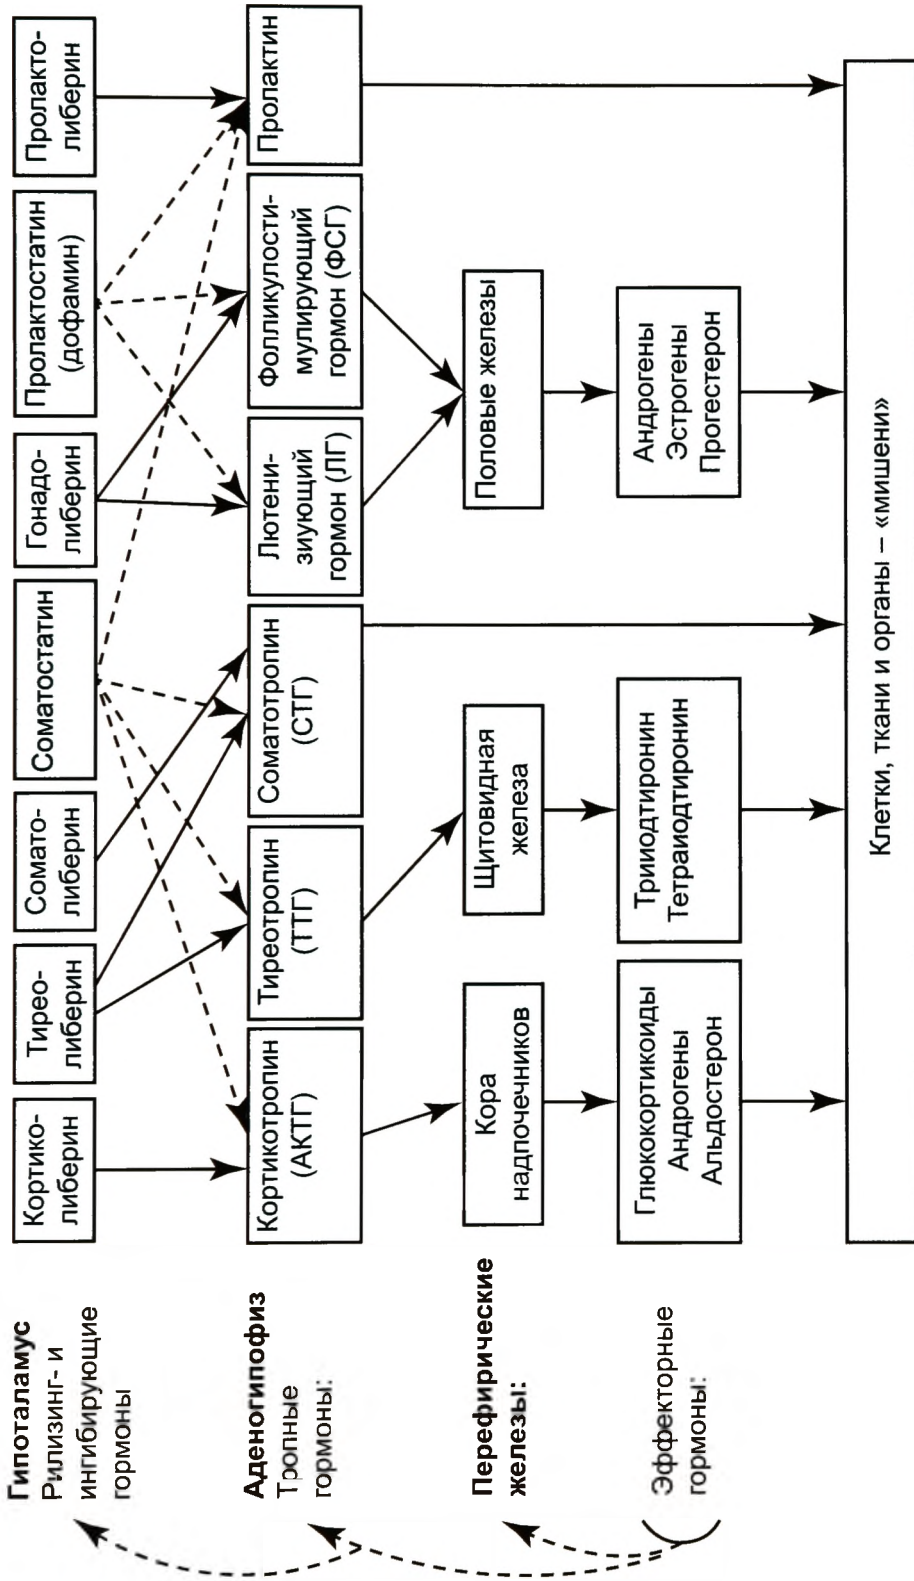 Гипоталамус
Рилизинг- и
ингибирующие
гормоны
Кортико-
либерин
Тирео-
либерин
Сомато-
либерин
Соматостатин
Гонадо-
либерин
Пролактостатин
(дофамин)
Пролакто-
либерин
Аденогипофиз
Тропные
гормоны:
Кортикотропин
(АКТГ)
Тиреотропин
(ТТГ)
Соматотропин
(СТГ)
Лютени-
зиующий
гормон (ЛГ)
Фолликулости-
мулирующий
гормон (ФСГ)
Пролактин
Перефирические
железы:
Кора
надпочечников
Щитовидная
железа
Половые железы
Эффекторные
гормоны:
Глюкокортикоиды
Андрогены
Альдостерон
Трииодтиронин
Тетраиодтиронин
Андрогены
Эстрогены
Прогестерон
Клетки, ткани и органы – «мишени»